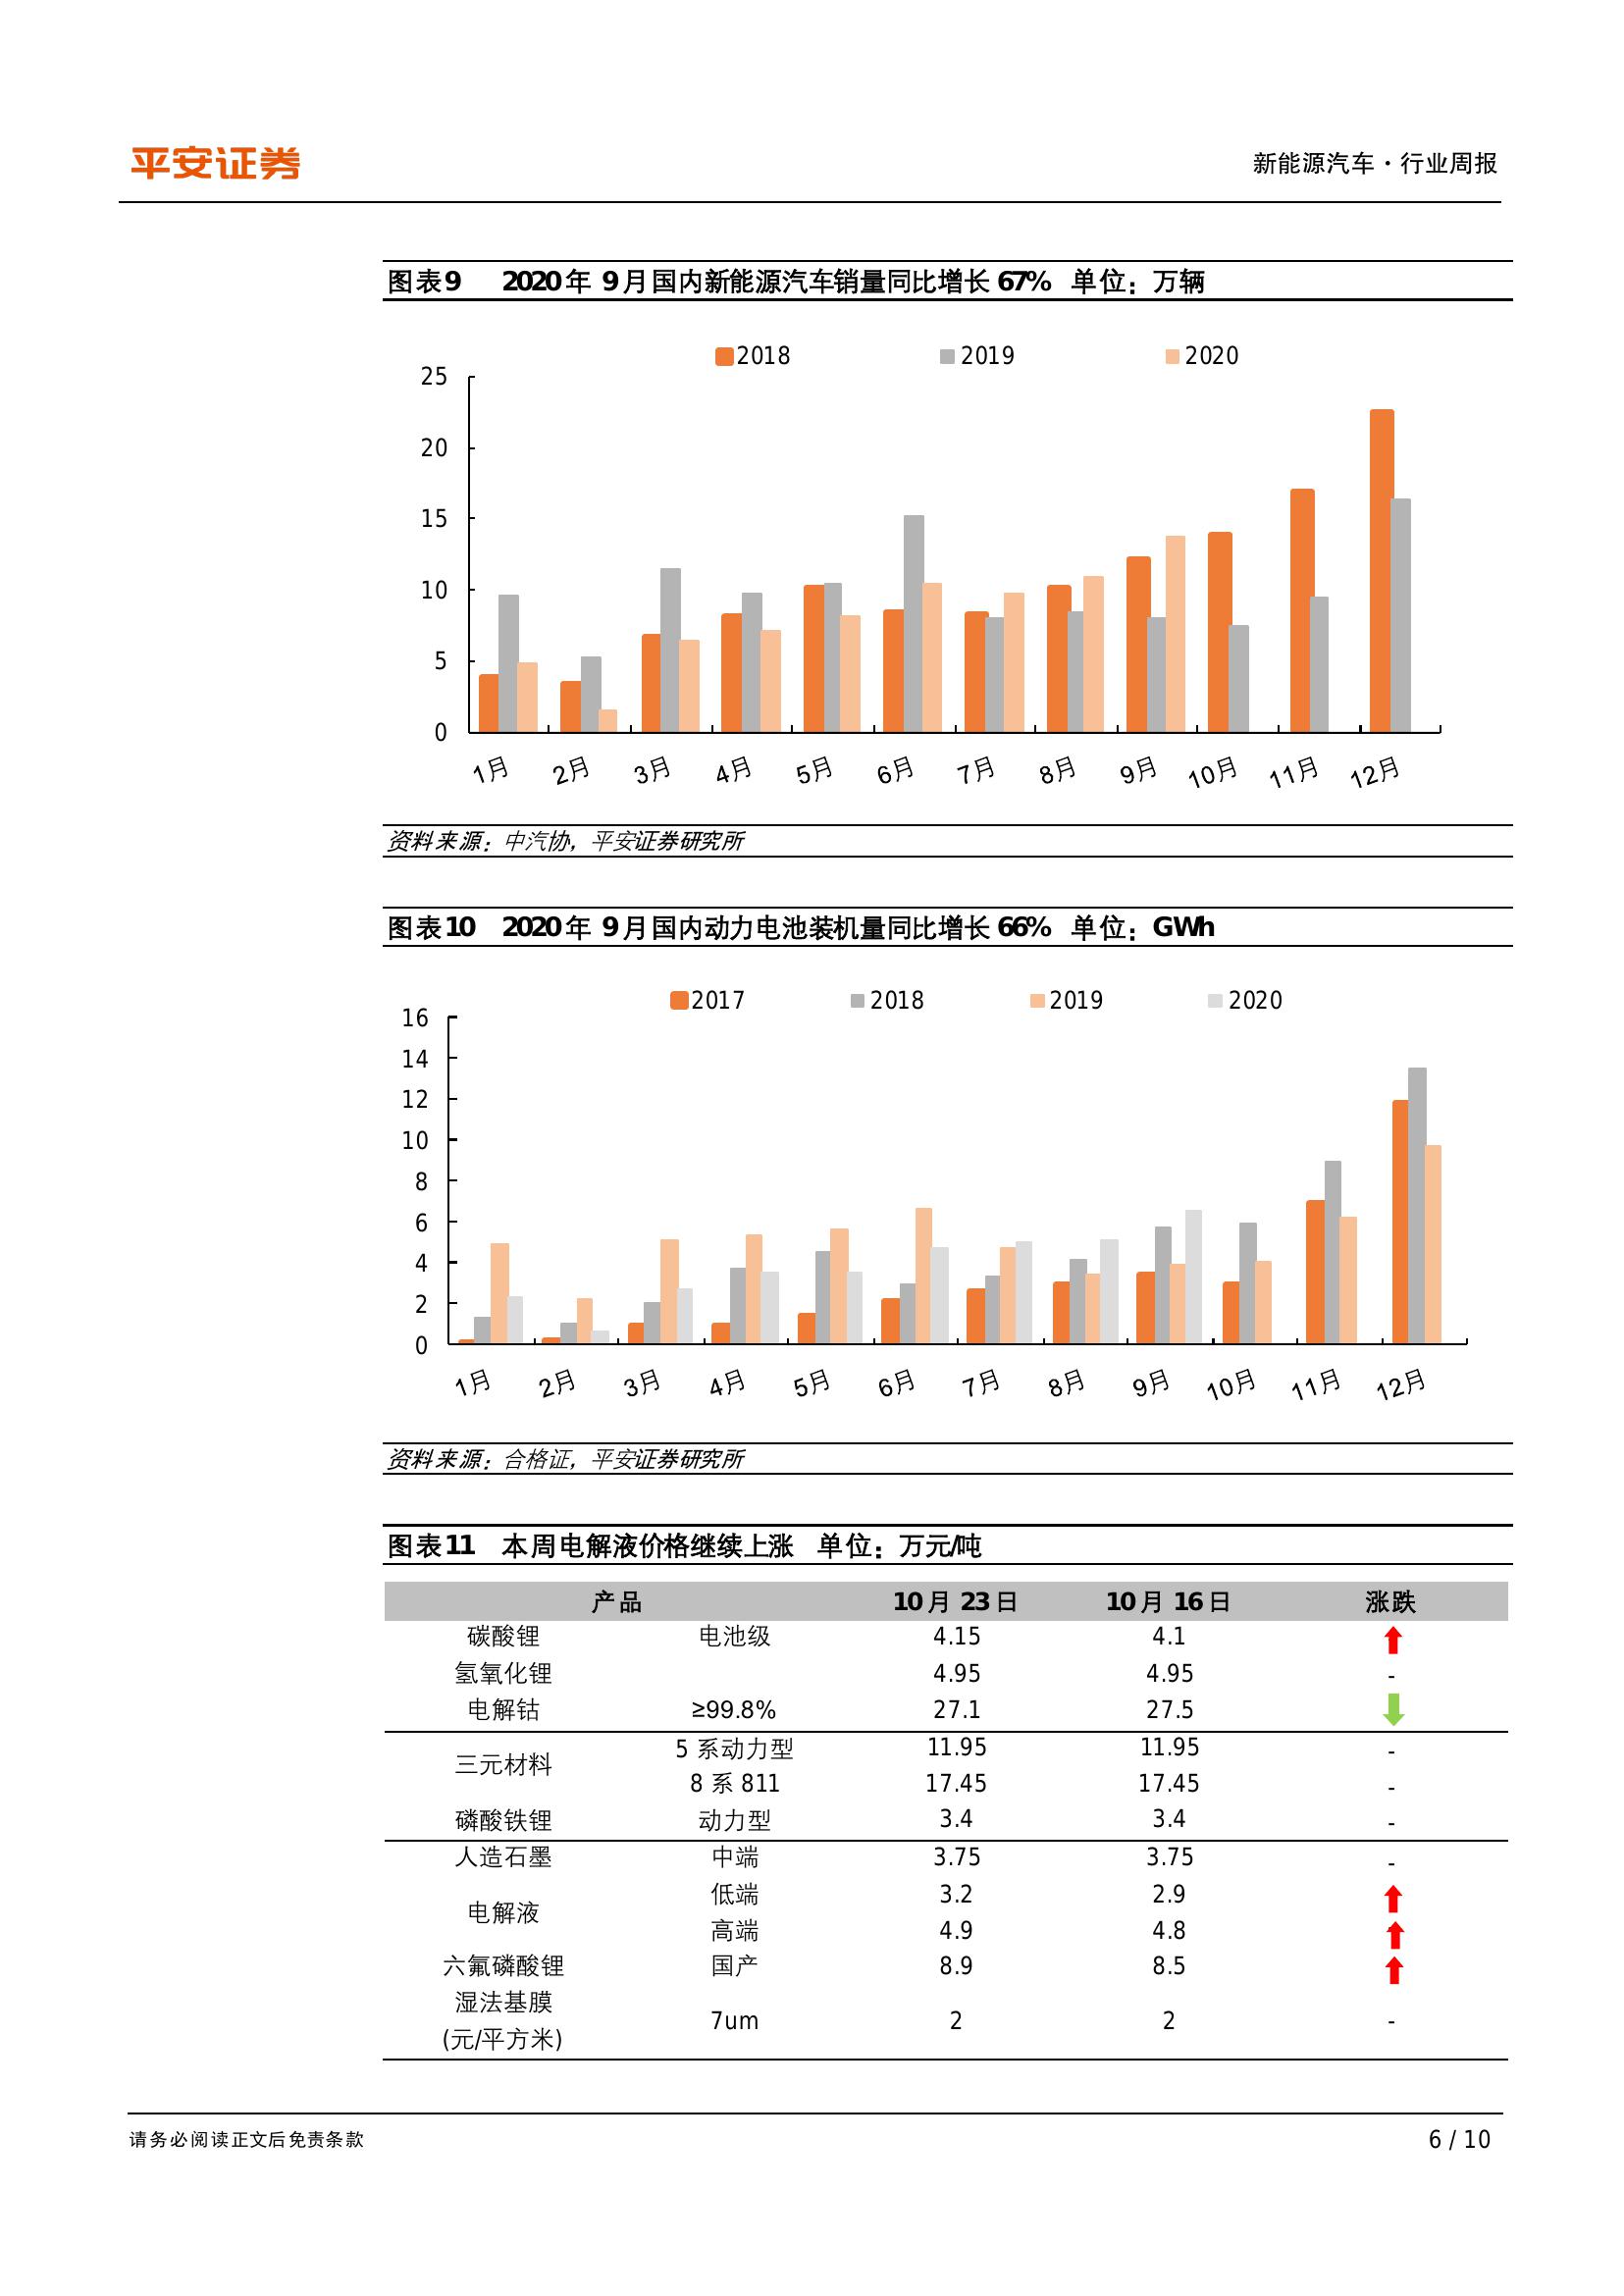 平安证券
新能源汽车·行业周报
图表9 2020年9月国内新能源汽车销量同比增长67% 单位：万辆
2018 2019 2020
25
20
15
10
5
0
1月 2月 3月 4月 5月 6月 7月 8月 9月 10月 11月 12月
资料来源：中汽协，平安证券研究所
图表10 2020年9月国内动力电池装机量同比增长66% 单位：GWh
2017 2018 2019 2020
16
14
12
10
8
6
4
2
0
1月 2月 3月 4月 5月 6月 7月 8月 9月 10月 11月 12月
资料来源：合格证，平安证券研究所
图表11 本周电解液价格继续上涨 单位：万元/吨
产品 10月23日 10月16日 涨跌
碳酸锂 电池级 4.15 4.1
氢氧化锂 4.95 4.95 -
电解钴 ≥99.8% 27.1 27.5
三元材料 5系动力型 11.95 11.95 -
8系811 17.45 17.45 -
磷酸铁锂 动力型 3.4 3.4 -
人造石墨 中端 3.75 3.75 -
电解液 低端 3.2 2.9
高端 4.9 4.8
六氟磷酸锂 国产 8.9 8.5
湿法基膜
(元/平方米) 7um 2 2 -
请务必阅读正文后免责条款
6 / 10